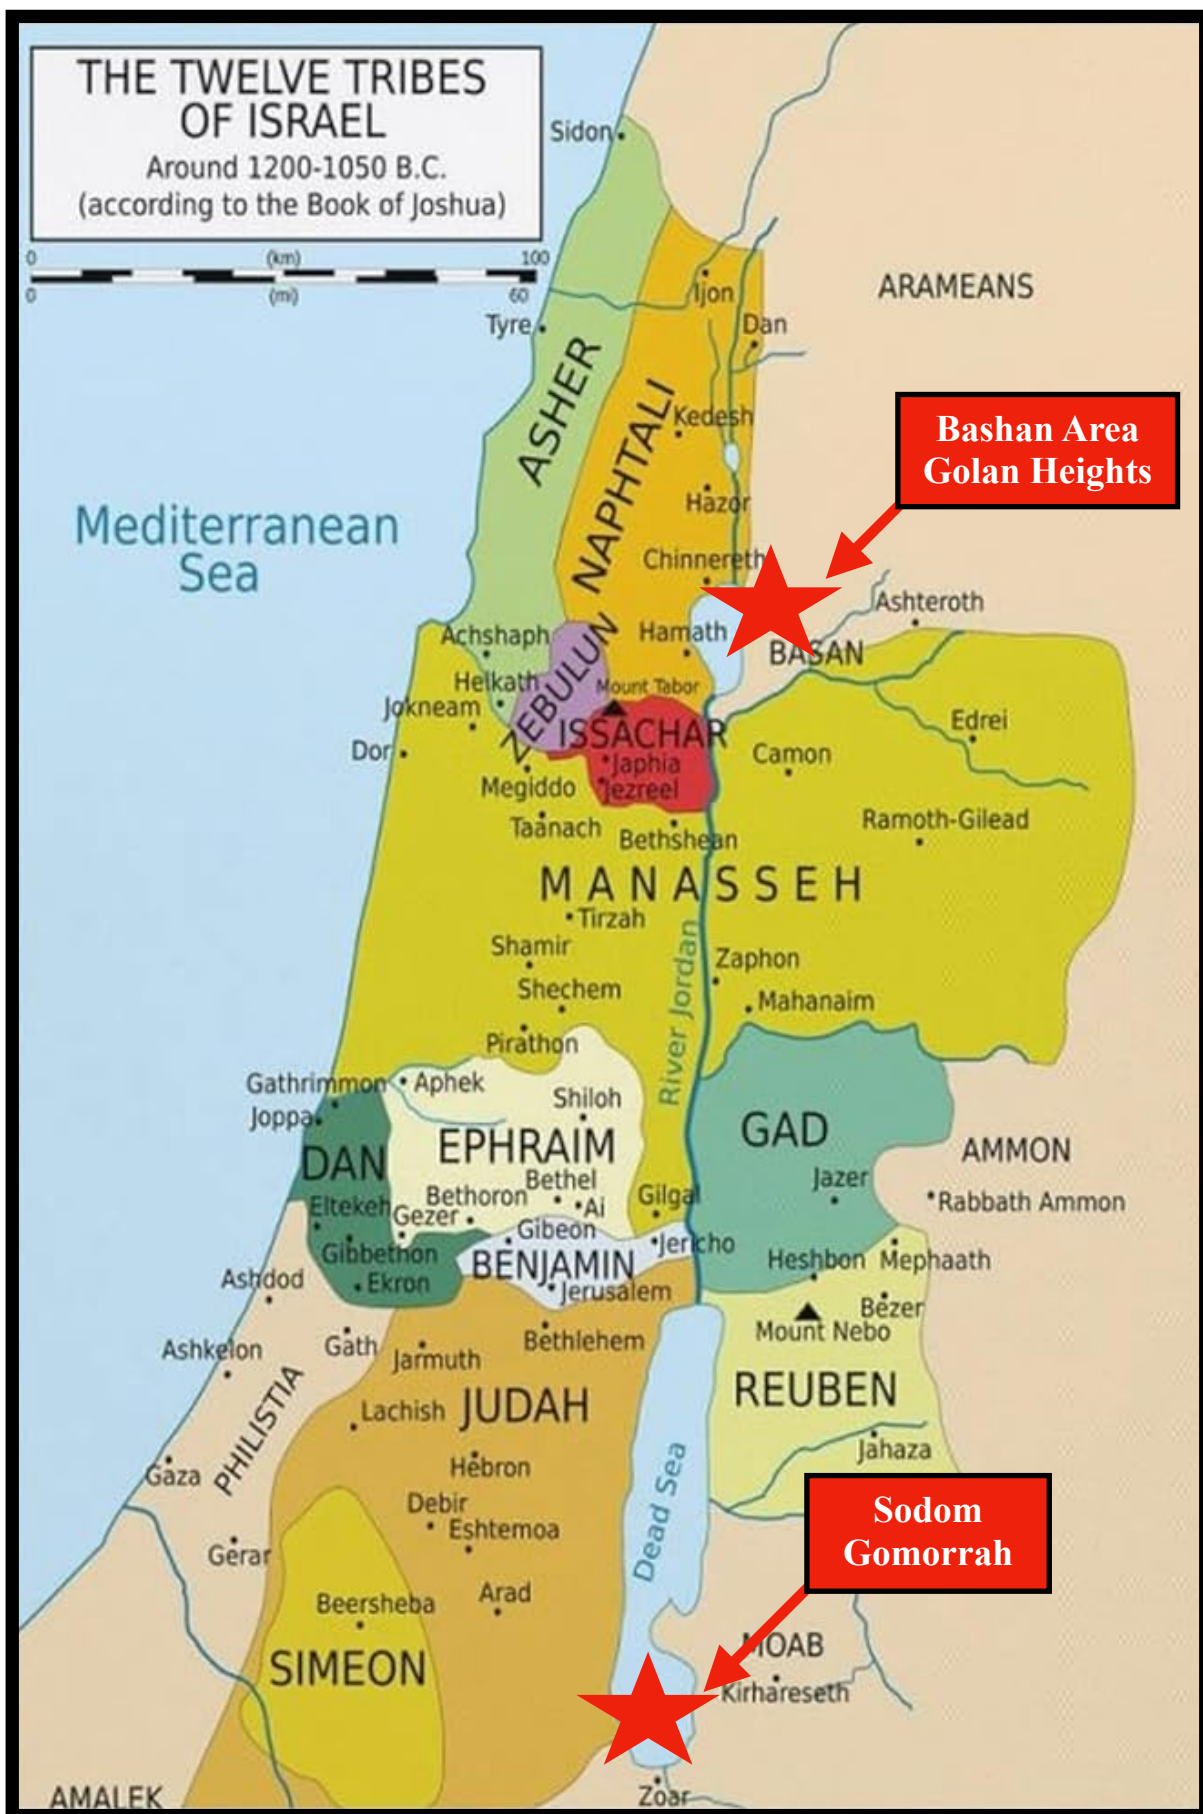 THE TWELVE TRIBES
OF ISRAEL
Around 1200-1050 B.C.
(according to the Book of Joshua)
0 (km) 100
0 (mi) 60
Sidon
ARAMEANS
Ijon
Tyre
Dan
ASHER
NAPHTALI
Kedesh
Bashan Area
Golan Heights
Hazor
Mediterranean
Sea
Chinnereth
Ashteroth
Achshaph
Hamath
BASAN
ZEBULUN
Helkath
Mount Tabor
Jokneam
ISSACHAR
Edrei
Dor
Camon
Japhia
Megiddo
Jezreel
Taanach
Bethshean
Ramoth-Gilead
MANASSEH
Tirzah
Shamir
Zaphon
Shechem
Mahanaim
River Jordan
Pirathon
Gathrimmon
Aphek
Shiloh
Joppa
GAD
DAN
EPHRAIM
AMMON
Bethel
Jazer
Bethoron
Ai
Gilgal
Rabbath Ammon
Eltekeh
Gezer
Gibeon
Jericho
Gibbethon
BENJAMIN
Heshbon
Mephaath
Ashdod
Ekron
Jerusalem
Bezer
Mount Nebo
Ashkelon
Gath
Jarmuth
Bethlehem
REUBEN
PHILISTIA
Lachish
JUDAH
Jahaza
Gaza
Hebron
Dead Sea
Debir
Eshtemoa
Sodom
Gomorrah
Gerar
Beersheba
Arad
MOAB
SIMEON
Kirhareseth
AMALEK
Zoar